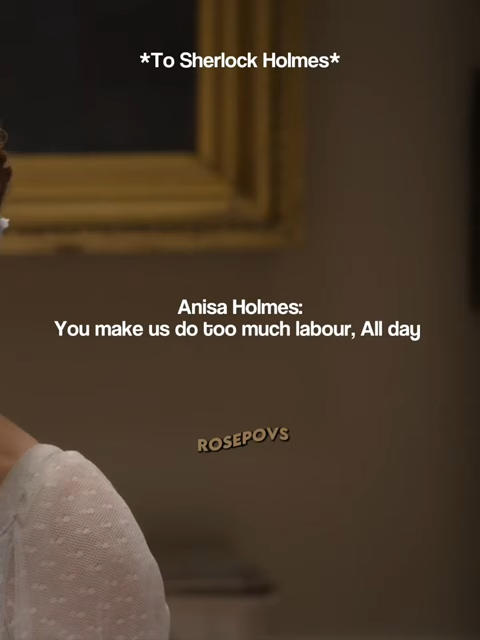 *To Sherlock Holmes*
Anisa Holmes:
You make us do too much labour, All day
ROSEPOVS